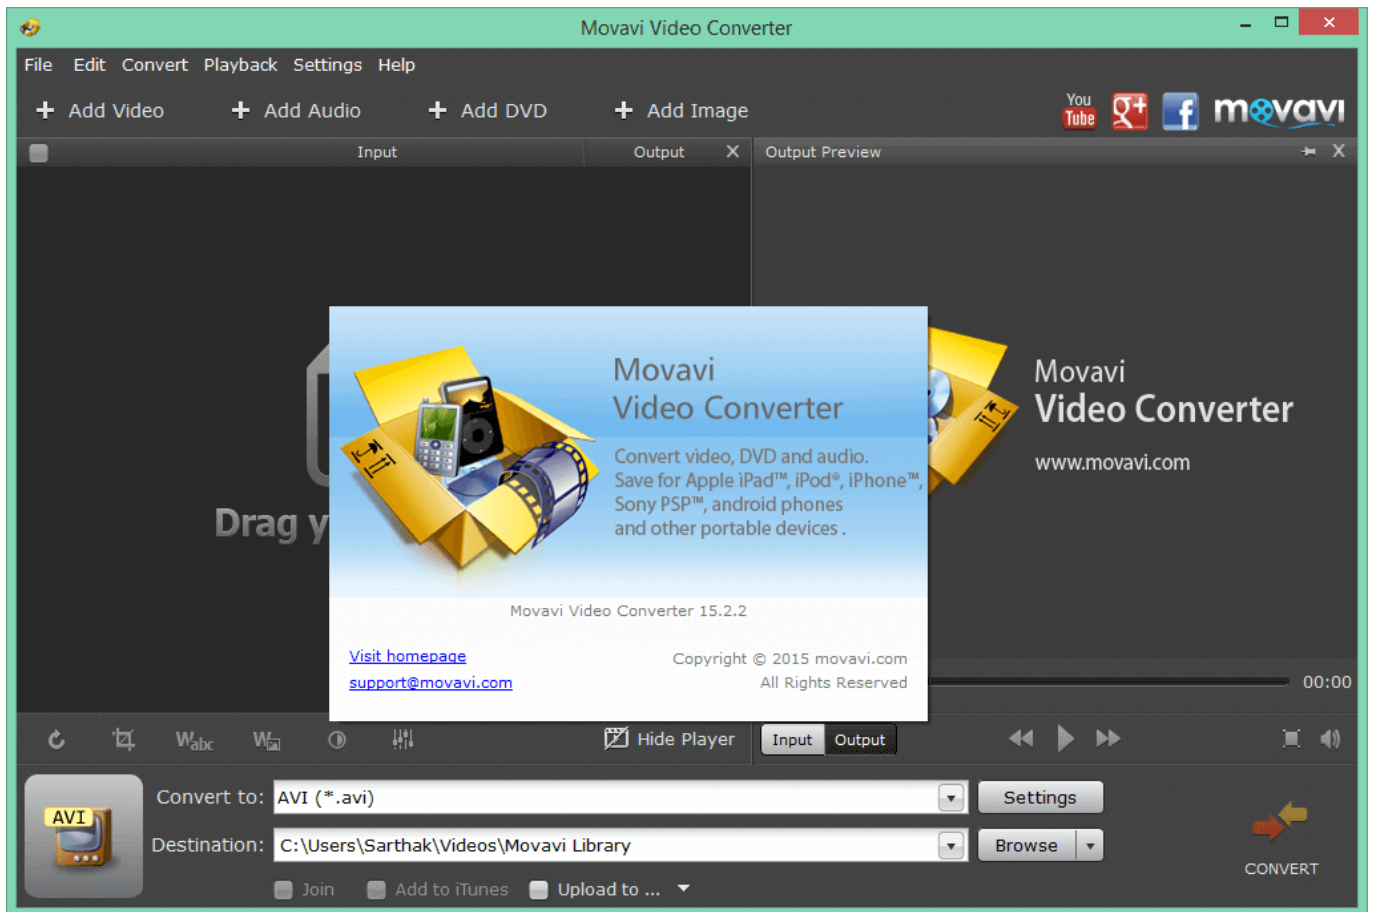 Movavi Video Converter
File Edit Convert Playback Settings Help
+ Add Video + Add Audio + Add DVD + Add Image
You Tube g+ f movavi
Input Output X Output Preview X
Movavi
Video Converter
Convert video, DVD and audio.
Save for Apple iPad™, iPod®, iPhone™,
Sony PSP™, android phones
and other portable devices .
Movavi
Video Converter
www.movavi.com
Drag y
Movavi Video Converter 15.2.2
Visit homepage
support@movavi.com
Copyright © 2015 movavi.com
All Rights Reserved
00:00
Wabc W Hide Player Input Output
AVI
Convert to: AVI (*.avi) Settings
Destination: C:\Users\Sarthak\Videos\Movavi Library Browse
CONVERT
Join Add to iTunes Upload to ...